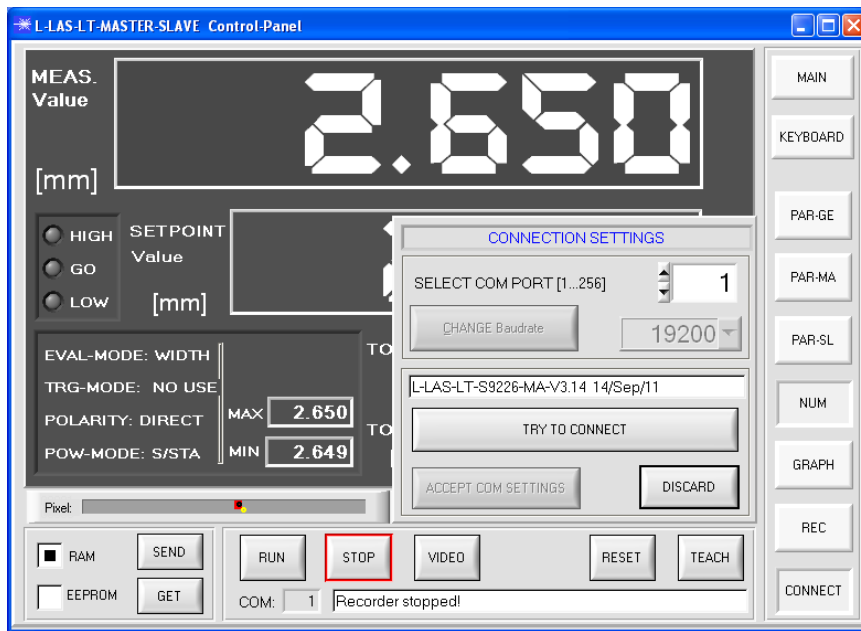 L-LAS-LT-MASTER-SLAVE Control-Panel
MEAS.
Value
2.650
[mm]
HIGH
GO
LOW
SETPOINT
Value
[mm]
EVAL-MODE: WIDTH
TRG-MODE: NO USE
POLARITY: DIRECT
POW-MODE: S/STA
MAX 2.650
MIN 2.649
TO
TO
CONNECTION SETTINGS
SELECT COM PORT [1...256] 1
CHANGE Baudrate 19200
L-LAS-LT-S9226-MA-V3.14 14/Sep/11
TRY TO CONNECT
ACCEPT COM SETTINGS DISCARD
Pixel:
RAM SEND
EEPROM GET
RUN STOP VIDEO RESET TEACH
COM: 1 Recorder stopped!
MAIN
KEYBOARD
PAR-GE
PAR-MA
PAR-SL
NUM
GRAPH
REC
CONNECT